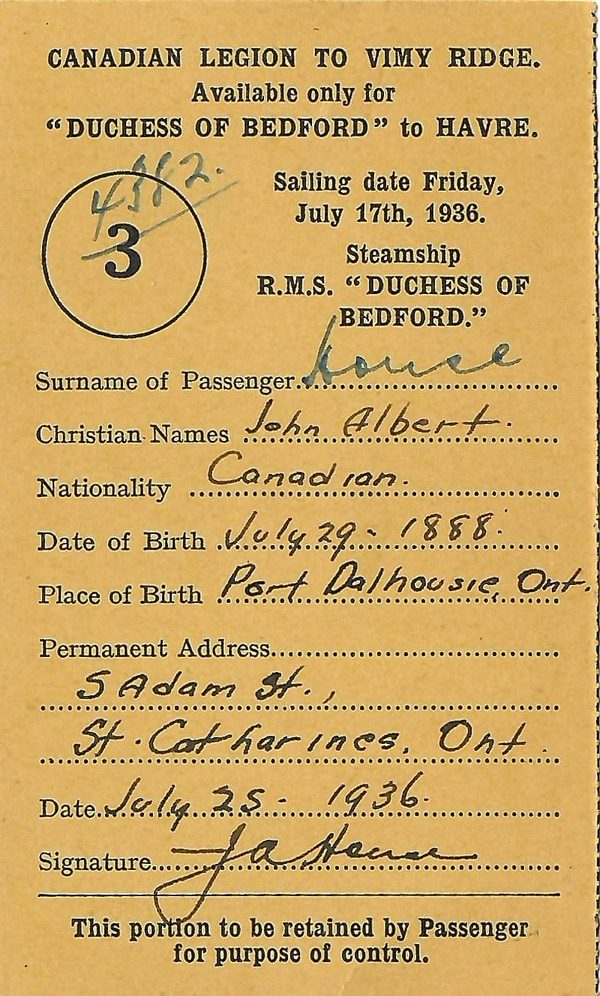 CANADIAN LEGION TO VIMY RIDGE.
Available only for
"DUCHESS OF BEDFORD" to HAVRE.
4382.
3
Sailing date Friday,
July 17th, 1936.
Steamship
R.M.S. "DUCHESS OF
BEDFORD."
Surname of Passenger. House
Christian Names John Albert.
Nationality Canadian.
Date of Birth July 29 - 1888.
Place of Birth Port Dalhousie, Ont.
Permanent Address
5 Adam St.,
St. Catharines, Ont.
Date. July 25 - 1936.
Signature. J A House
This portion to be retained by Passenger
for purpose of control.